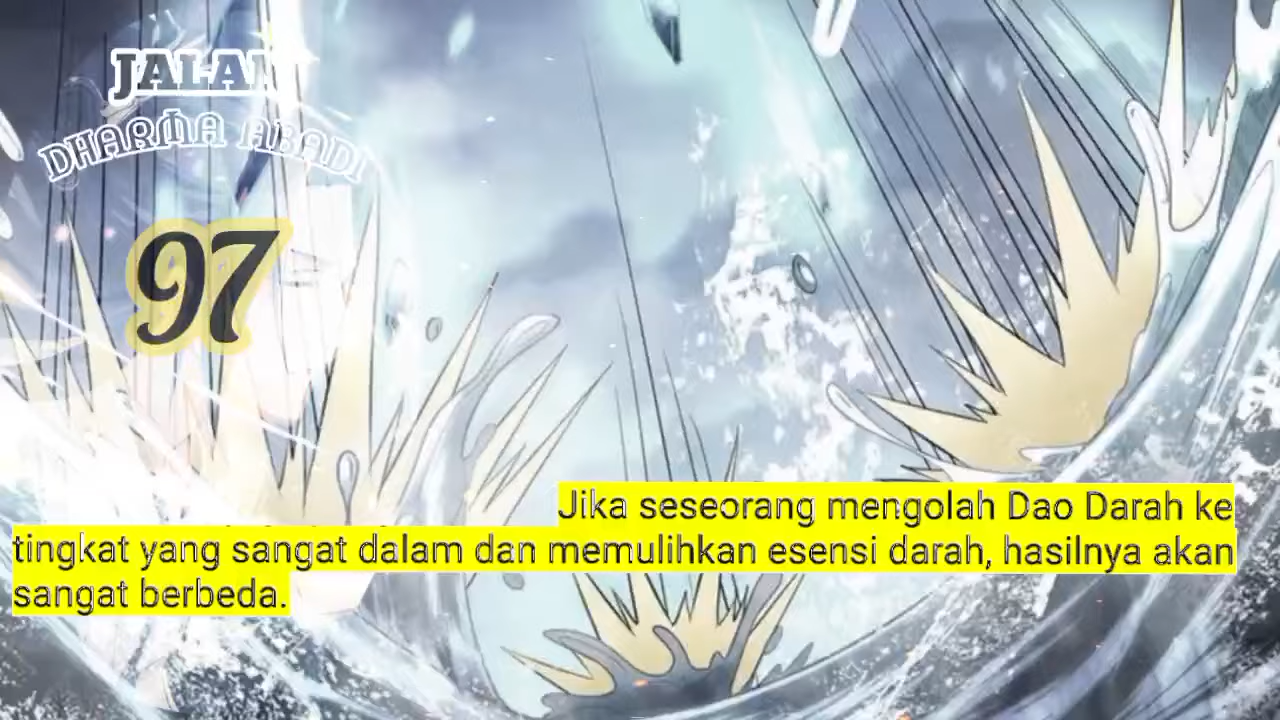 JALAN
DHARMA ABADI
97
Jika seseorang mengolah Dao Darah ke
tingkat yang sangat dalam dan memulihkan esensi darah, hasilnya akan
sangat berbeda.